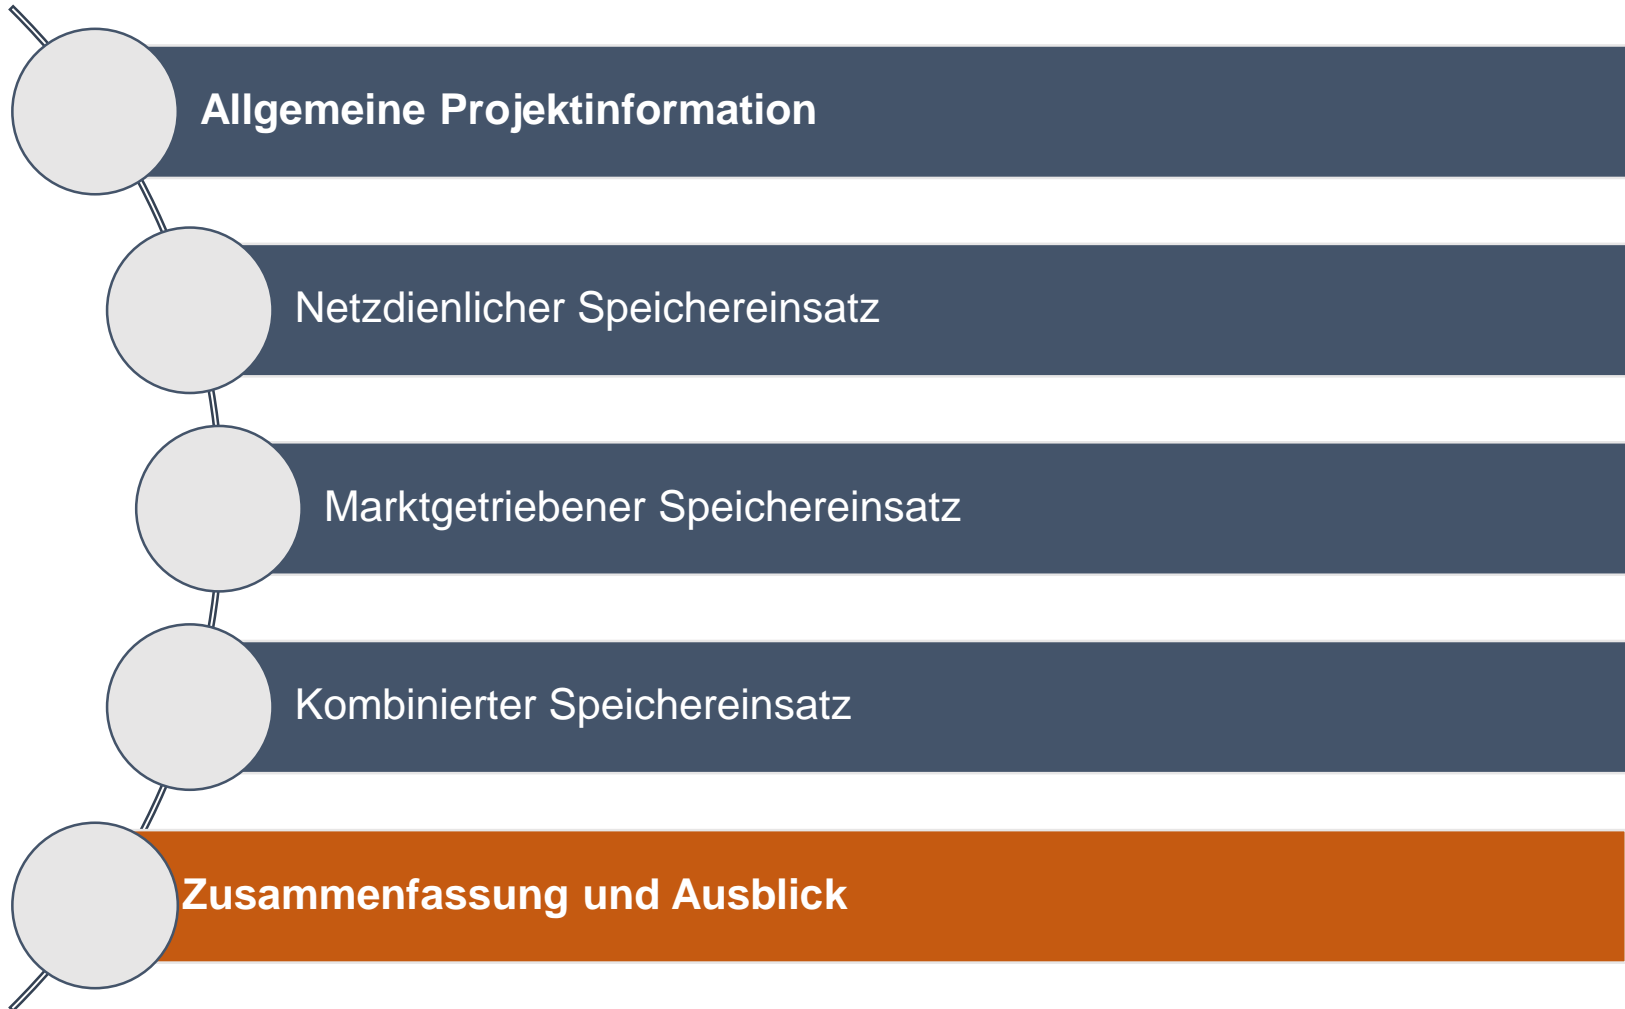 Allgemeine Projektinformation
Netzdienlicher Speichereinsatz
Marktgetriebener Speichereinsatz
Kombinierter Speichereinsatz
Zusammenfassung und Ausblick